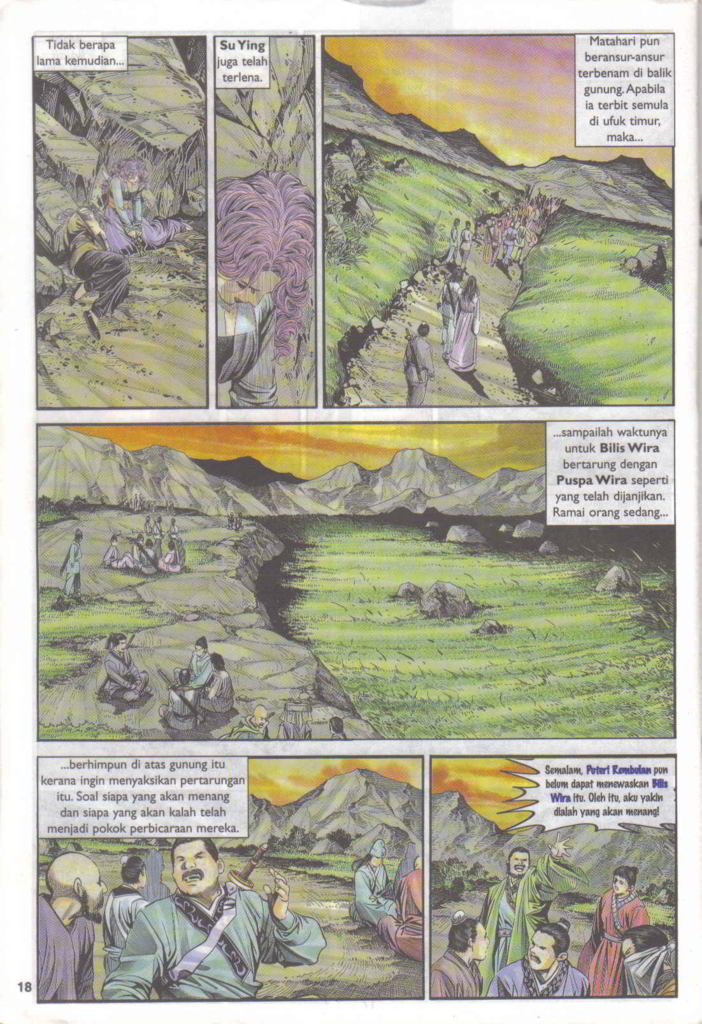 Tidak berapa
lama kemudian...
Su Ying
juga telah
terlena.
Matahari pun
beransur-ansur
terbenam di balik
gunung. Apabila
ia terbit semula
di ufuk timur,
maka...
...sampailah waktunya
untuk Bilis Wira
bertarung dengan
Puspa Wira seperti
yang telah dijanjikan.
Ramai orang sedang...
...berhimpun di atas gunung itu
kerana ingin menyaksikan pertarungan
itu. Soal siapa yang akan menang
dan siapa yang akan kalah telah
menjadi pokok perbicaraan mereka.
Semalam, Puteri Rembulan pun
belum dapat menewaskan Bilis
Wira itu. Oleh itu, aku yakin
dialah yang akan menang!
18